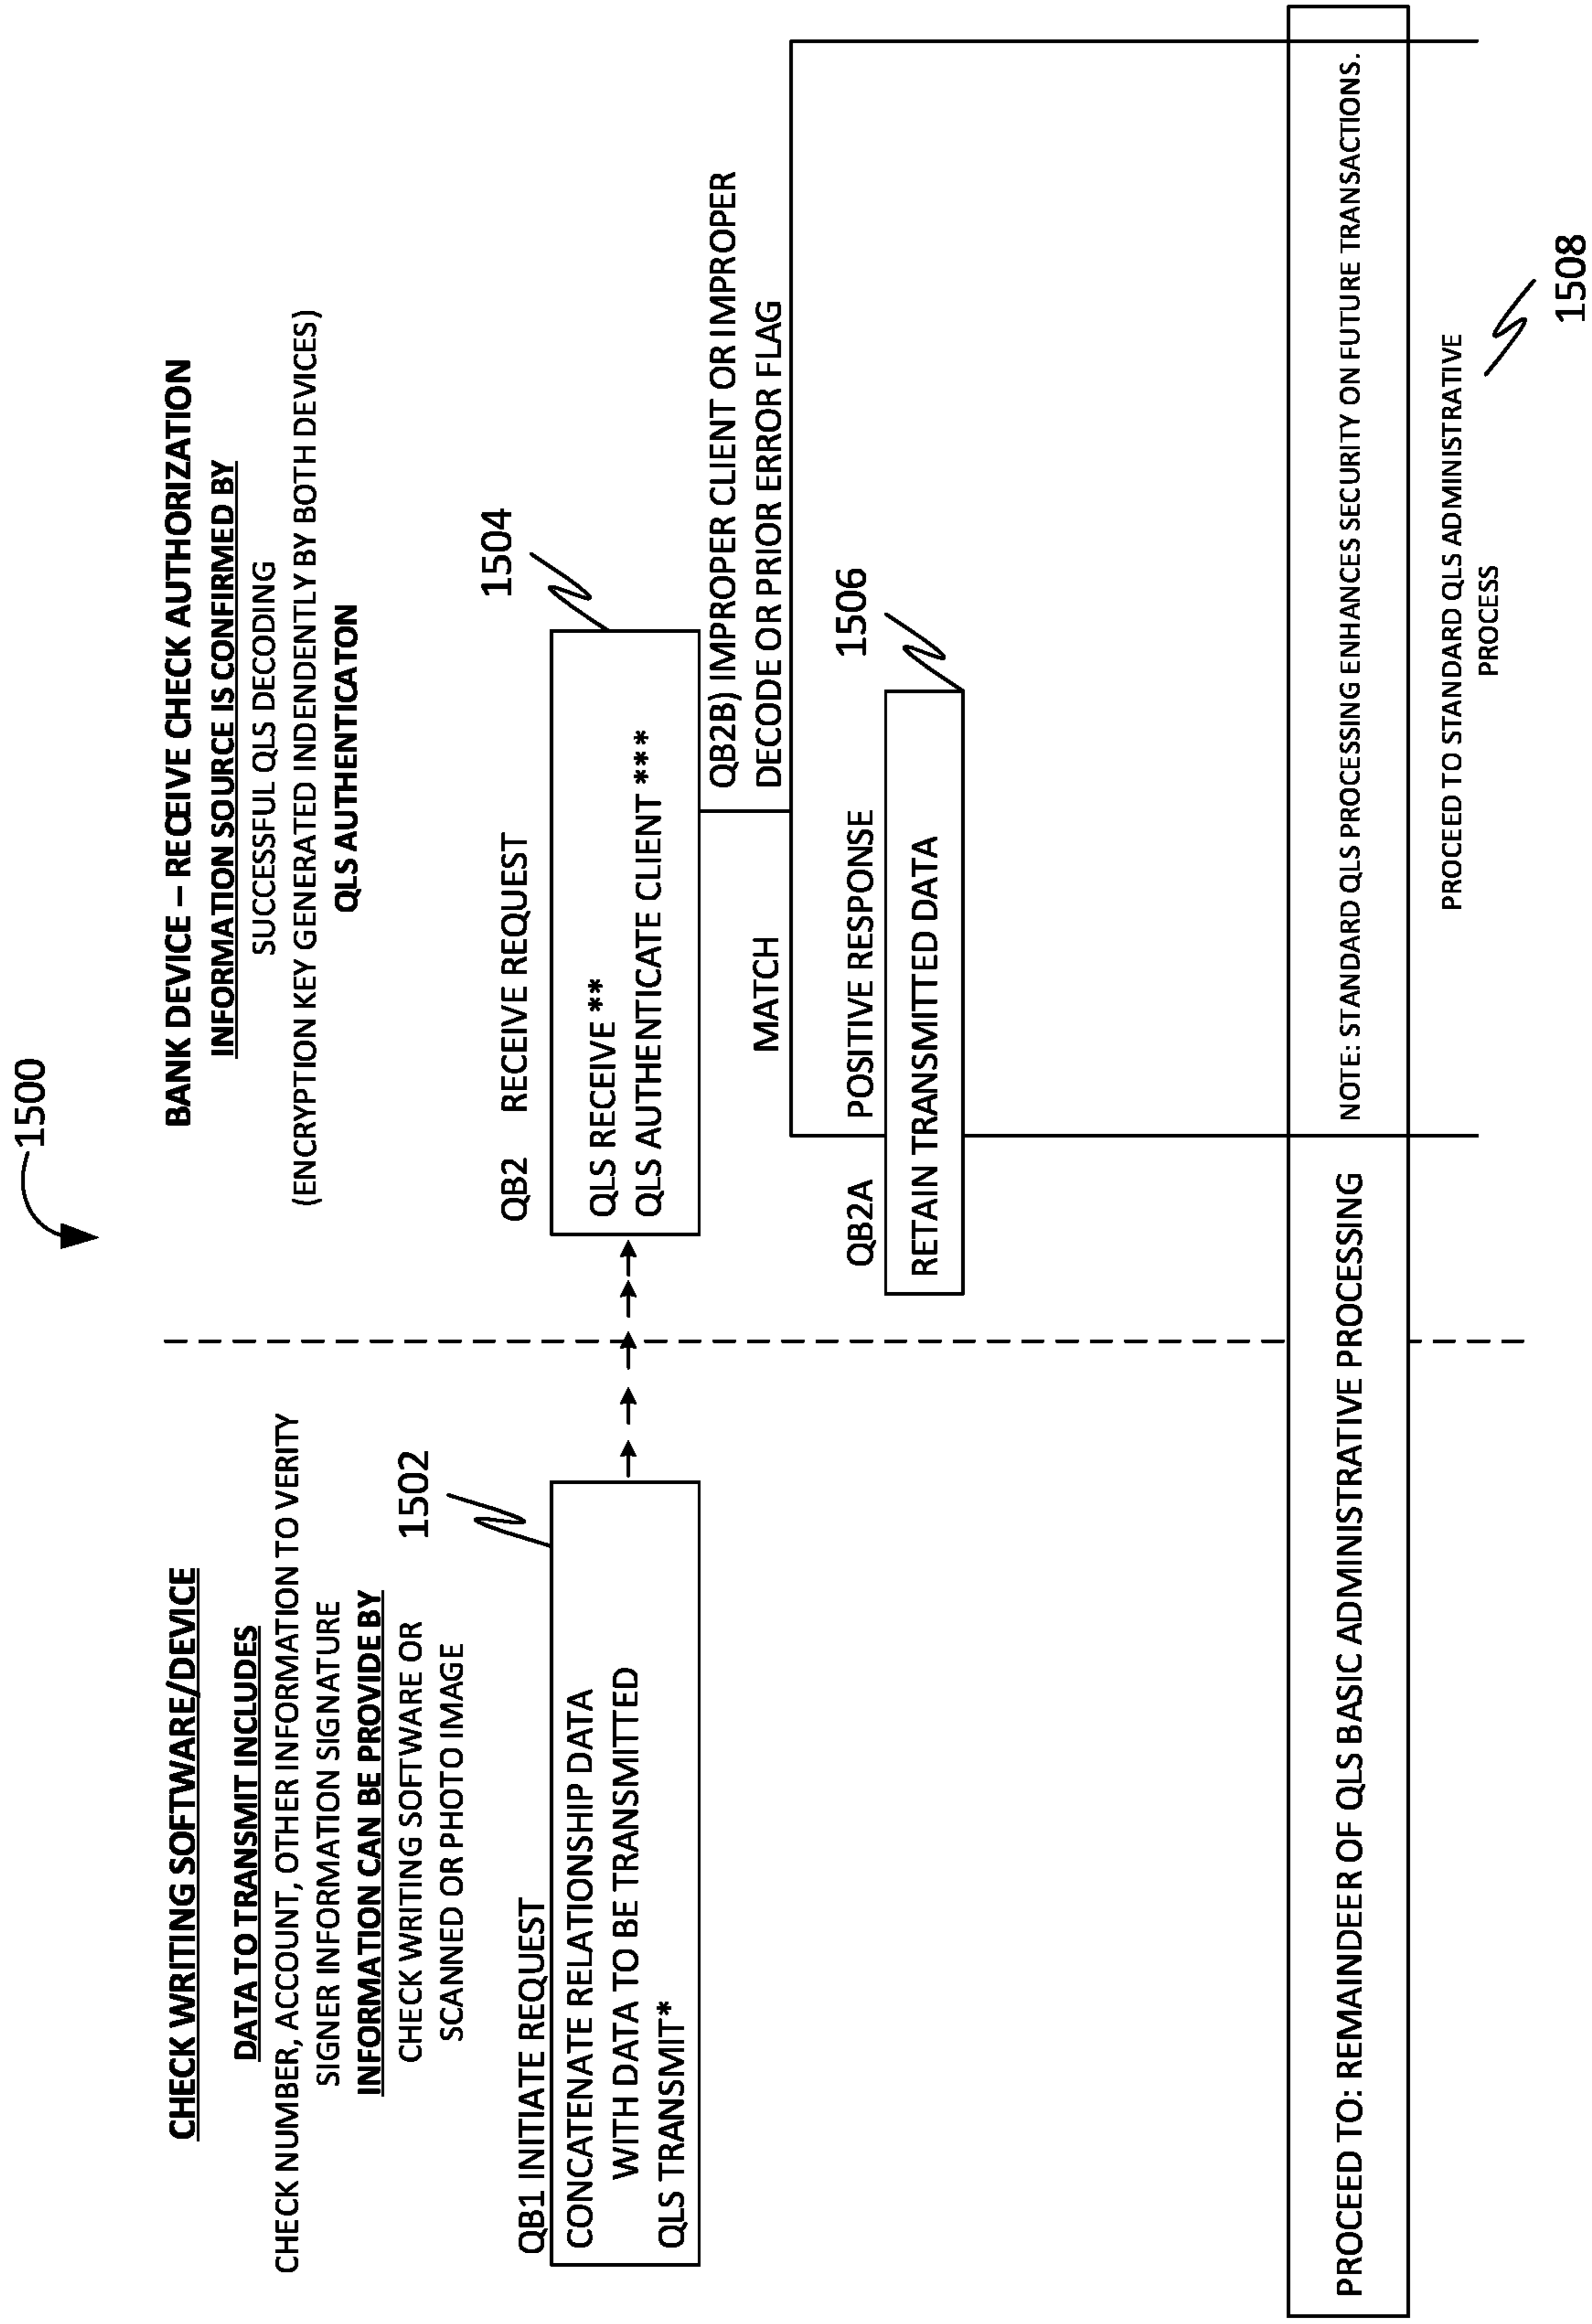 1500
CHECK WRITING SOFTWARE/DEVICE
DATA TO TRANSMIT INCLUDES
CHECK NUMBER, ACCOUNT, OTHER INFORMATION TO VERITY
SIGNER INFORMATION SIGNATURE
INFORMATION CAN BE PROVIDE BY
CHECK WRITING SOFTWARE OR
SCANNED OR PHOTO IMAGE
1502
QB1 INITIATE REQUEST
CONCATENATE RELATIONSHIP DATA
WITH DATA TO BE TRANSMITTED
QLS TRANSMIT*
BANK DEVICE – RECEIVE CHECK AUTHORIZATION
INFORMATION SOURCE IS CONFIRMED BY
SUCCESSFUL QLS DECODING
(ENCRYPTION KEY GENERATED INDENDENTLY BY BOTH DEVICES)
QLS AUTHENTICATON
1504
QB2 RECEIVE REQUEST
QLS RECEIVE **
QLS AUTHENTICATE CLIENT ***
QB2B) IMPROPER CLIENT OR IMPROPER
DECODE OR PRIOR ERROR FLAG
MATCH
1506
QB2A POSITIVE RESPONSE
RETAIN TRANSMITTED DATA
PROCEED TO: REMAINDEER OF QLS BASIC ADMINISTRATIVE PROCESSING
NOTE: STANDARD QLS PROCESSING ENHANCES SECURITY ON FUTURE TRANSACTIONS.
PROCEED TO STANDARD QLS ADMINISTRATIVE
PROCESS
1508